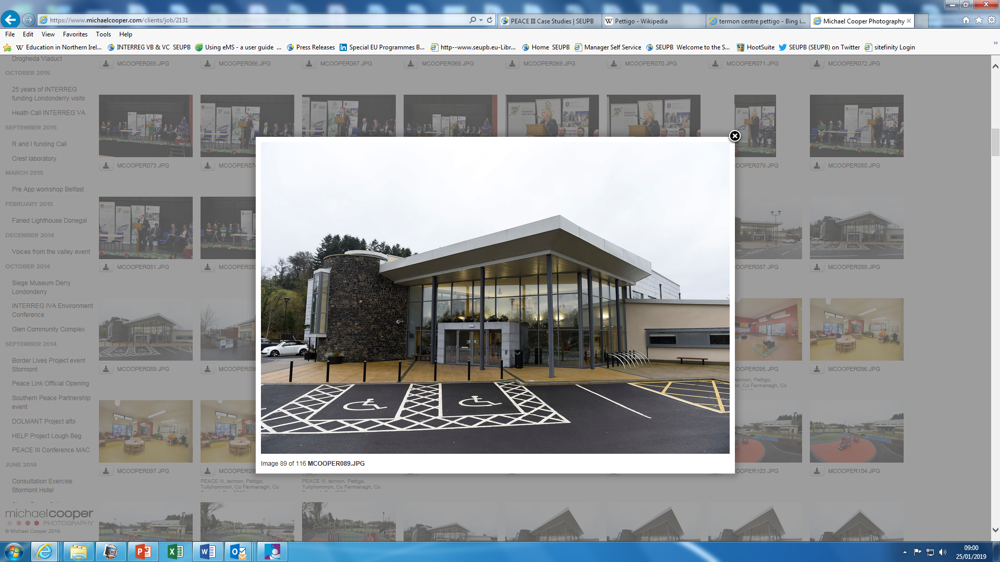 https://www.michaelcooper.com/clients/job/2131
PEACE III Case Studies | SEUPB
Pettigo - Wikipedia
termon centre pettigo - Bing i...
Michael Cooper Photography
File Edit View Favorites Tools Help
Education in Northern Irel...
INTERREG VB & VC SEUPB
Using eMS - a user guide ...
Press Releases
Special EU Programmes B...
http--www.seupb.eu-Libr...
Home SEUPB
Manager Self Service
SEUPB Welcome to the S...
HootSuite
SEUPB (SEUPB) on Twitter
sitefinity Login
Drogheda Viaduct
OCTOBER 2015
25 years of INTERREG
funding Londonderry visits
Heath Call INTERREG VA
SEPTEMBER 2015
R and I funding Call
Crest laboratory
MARCH 2015
Pre App workshop Belfast
FEBRUARY 2015
Faned Lighthouse Donegal
DECEMBER 2014
Voices from the valley event
OCTOBER 2014
Siege Museum Derry
Londonderry
INTERREG IVA Environment
Conference
Glen Community Complex
SEPTEMBER 2014
Border Lives Project event
Stormont
Peace Link Official Opening
Southern Peace Partnership
event
DOLMANT Project afbi
HELP Project Lough Beg
PEACE III Conference MAC
JUNE 2014
Consultation Exercise
Stormont Hotel
michaelcooper
PHOTOGRAPHY
© Michael Cooper 2019.
MCOOPER065.JPG
MCOOPER066.JPG
MCOOPER067.JPG
MCOOPER068.JPG
MCOOPER069.JPG
MCOOPER070.JPG
MCOOPER071.JPG
MCOOPER072.JPG
MCOOPER073.JPG
MCOOPER074
OOPER079.JPG
MCOOPER080.JPG
MCOOPER081.JPG
MCOOPER08
OOPER087.JPG
MCOOPER088.JPG
MCOOPER089.JPG
MCOOPER09
OOPER095.JPG
termon, Pettigo,
n, Co Fermanagh, Co
MCOOPER096.JPG
MCOOPER097.JPG
MCOOPER09
PEACE III, termon, Pettigo,
Tullyhommon, Co Fermanagh, Co
PEACE III, termon, Pettigo,
Tullyhommon, Co Fermanagh, Co
OOPER103.JPG
MCOOPER104.JPG
Image 89 of 116 MCOOPER089.JPG
09:00
25/01/2019